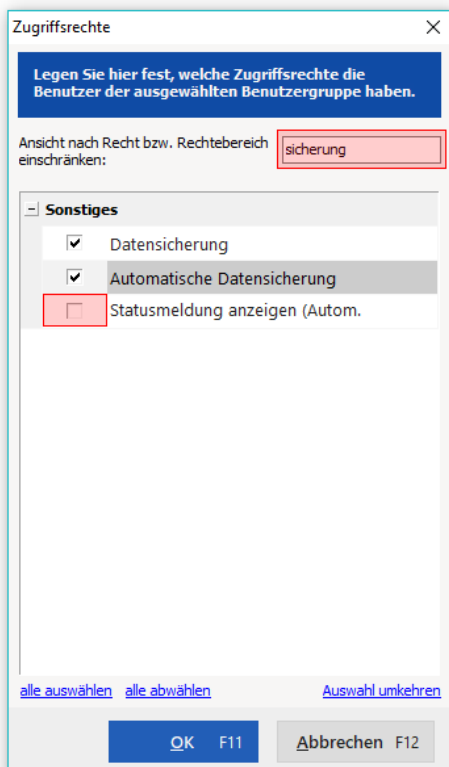 Zugriffsrechte
Legen Sie hier fest, welche Zugriffsrechte die
Benutzer der ausgewählten Benutzergruppe haben.
Ansicht nach Recht bzw. Rechtebereich
einschränken:
sicherung
Sonstiges
Datensicherung
Automatische Datensicherung
Statusmeldung anzeigen (Autom.
alle auswählen alle abwählen Auswahl umkehren
OK F11 Abbrechen F12